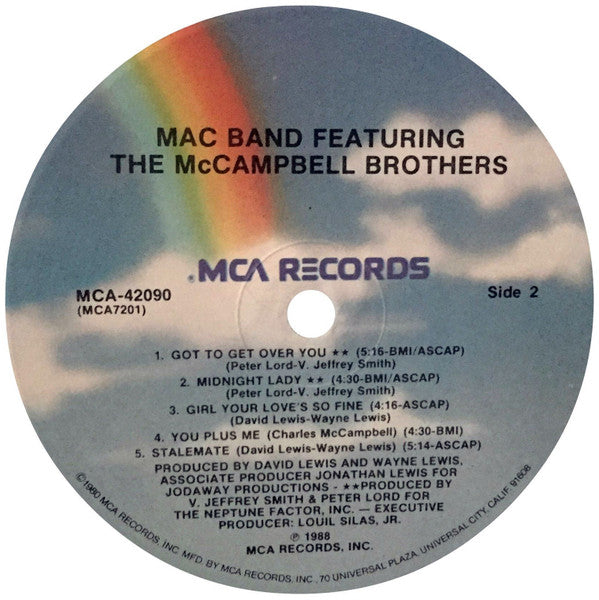 MAC BAND FEATURING
THE McCAMPBELL BROTHERS
®MCA RECORDS
MCA-42090
(MCA7201)
Side 2
1. GOT TO GET OVER YOU ★★ (5:16-BMI/ASCAP)
(Peter Lord-V. Jeffrey Smith)
2. MIDNIGHT LADY ★★ (4:30-BMI/ASCAP)
(Peter Lord-V. Jeffrey Smith)
3. GIRL YOUR LOVE'S SO FINE (4:16-ASCAP)
(David Lewis-Wayne Lewis)
4. YOU PLUS ME (Charles McCampbell) (4:30-BMI)
5. STALEMATE (David Lewis-Wayne Lewis) (5:14-ASCAP)
PRODUCED BY DAVID LEWIS AND WAYNE LEWIS,
ASSOCIATE PRODUCER JONATHAN LEWIS FOR
JODAWAY PRODUCTIONS - ★★PRODUCED BY
V. JEFFREY SMITH & PETER LORD FOR
THE NEPTUNE FACTOR, INC. — EXECUTIVE
PRODUCER: LOUIL SILAS, JR.
℗ 1988
MCA RECORDS, INC.
©1980 MCA RECORDS, INC. MFD. BY MCA RECORDS, INC., 70 UNIVERSAL PLAZA, UNIVERSAL CITY, CALIF. 91608